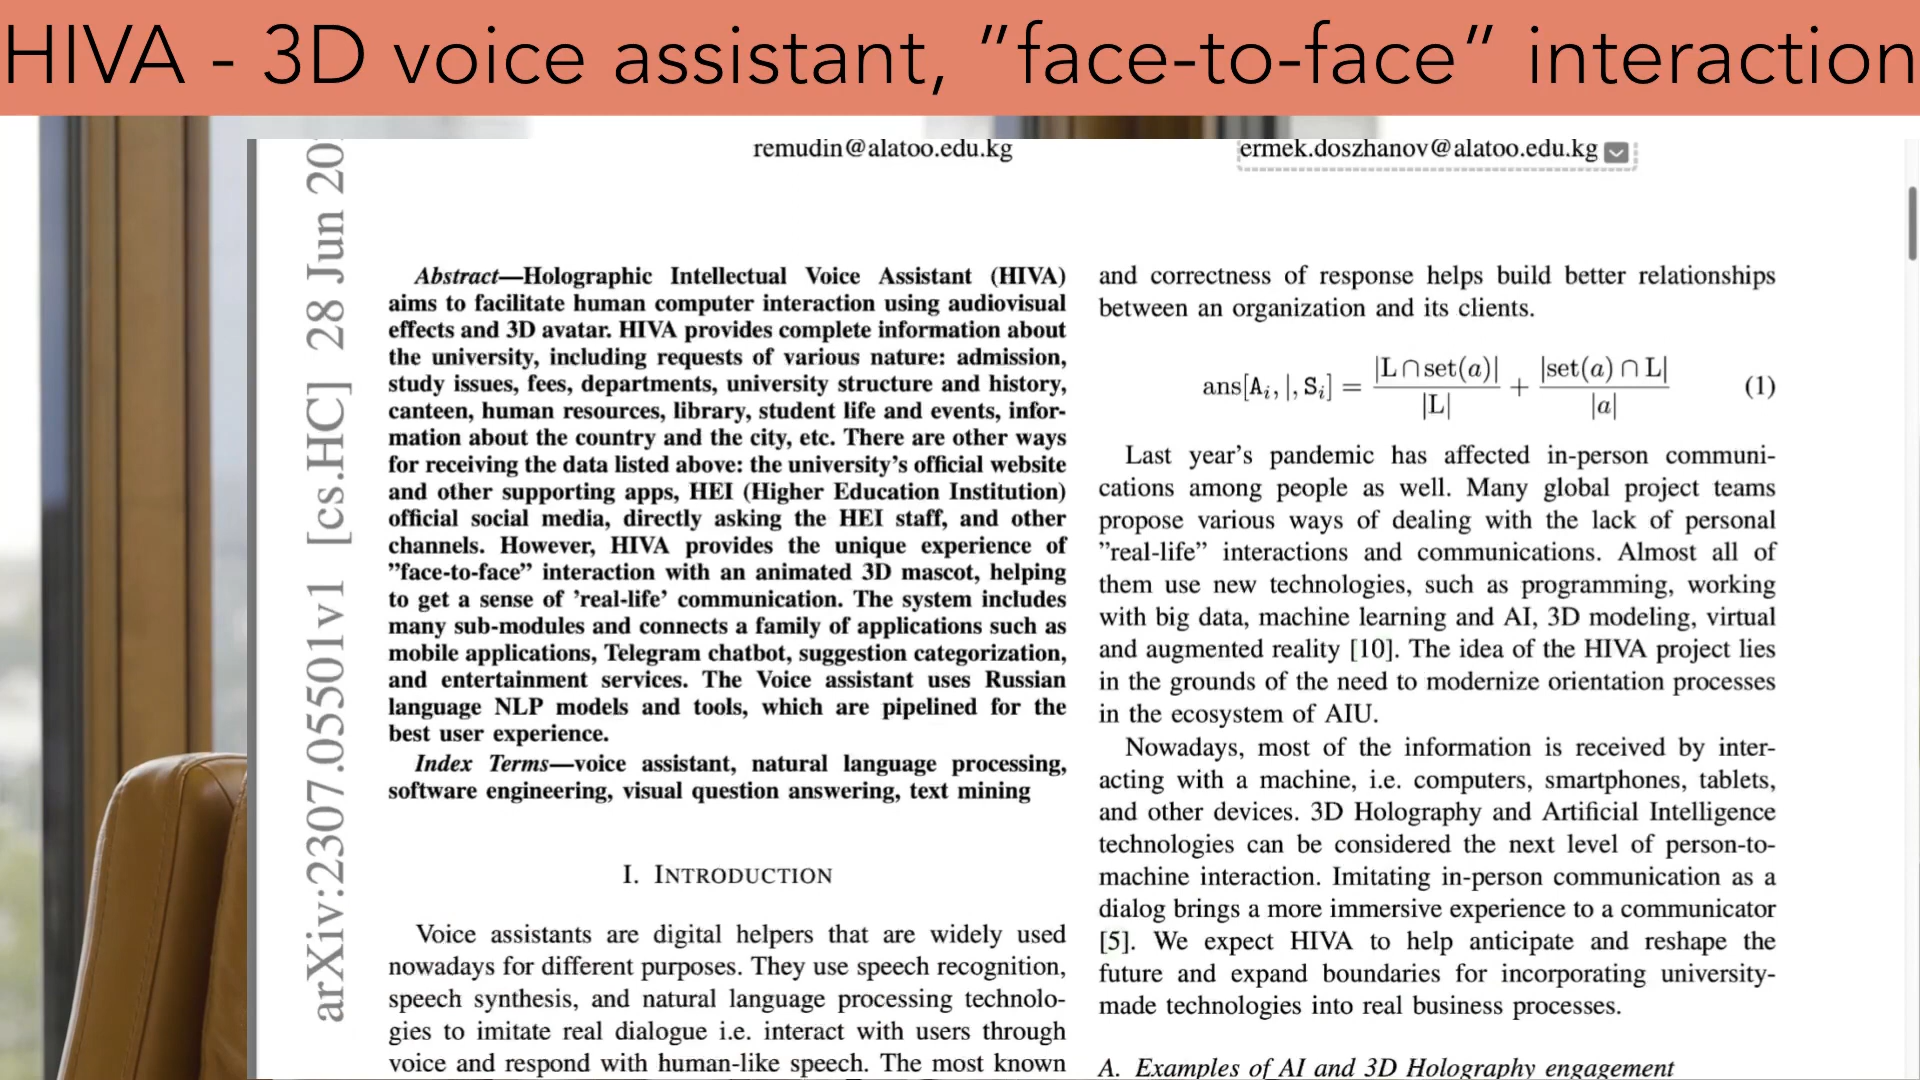 HIVA - 3D voice assistant, ”face-to-face” interaction
remudin@alatoo.edu.kg
ermek.doszhanov@alatoo.edu.kg
arXiv:2307.05501v1 [cs.HC] 28 Jun 20
Abstract—Holographic Intellectual Voice Assistant (HIVA)
aims to facilitate human computer interaction using audiovisual
effects and 3D avatar. HIVA provides complete information about
the university, including requests of various nature: admission,
study issues, fees, departments, university structure and history,
canteen, human resources, library, student life and events, infor-
mation about the country and the city, etc. There are other ways
for receiving the data listed above: the university’s official website
and other supporting apps, HEI (Higher Education Institution)
official social media, directly asking the HEI staff, and other
channels. However, HIVA provides the unique experience of
”face-to-face” interaction with an animated 3D mascot, helping
to get a sense of ’real-life’ communication. The system includes
many sub-modules and connects a family of applications such as
mobile applications, Telegram chatbot, suggestion categorization,
and entertainment services. The Voice assistant uses Russian
language NLP models and tools, which are pipelined for the
best user experience.
Index Terms—voice assistant, natural language processing,
software engineering, visual question answering, text mining
I. INTRODUCTION
Voice assistants are digital helpers that are widely used
nowadays for different purposes. They use speech recognition,
speech synthesis, and natural language processing technolo-
gies to imitate real dialogue i.e. interact with users through
voice and respond with human-like speech. The most known
and correctness of response helps build better relationships
between an organization and its clients.
ans[Aᵢ, |, Sᵢ] = |L ∩ set(a)| / |L| + |set(a) ∩ L| / |a| (1)
Last year’s pandemic has affected in-person communi-
cations among people as well. Many global project teams
propose various ways of dealing with the lack of personal
”real-life” interactions and communications. Almost all of
them use new technologies, such as programming, working
with big data, machine learning and AI, 3D modeling, virtual
and augmented reality [10]. The idea of the HIVA project lies
in the grounds of the need to modernize orientation processes
in the ecosystem of AIU.
Nowadays, most of the information is received by inter-
acting with a machine, i.e. computers, smartphones, tablets,
and other devices. 3D Holography and Artificial Intelligence
technologies can be considered the next level of person-to-
machine interaction. Imitating in-person communication as a
dialog brings a more immersive experience to a communicator
[5]. We expect HIVA to help anticipate and reshape the
future and expand boundaries for incorporating university-
made technologies into real business processes.
A. Examples of AI and 3D Holography engagement